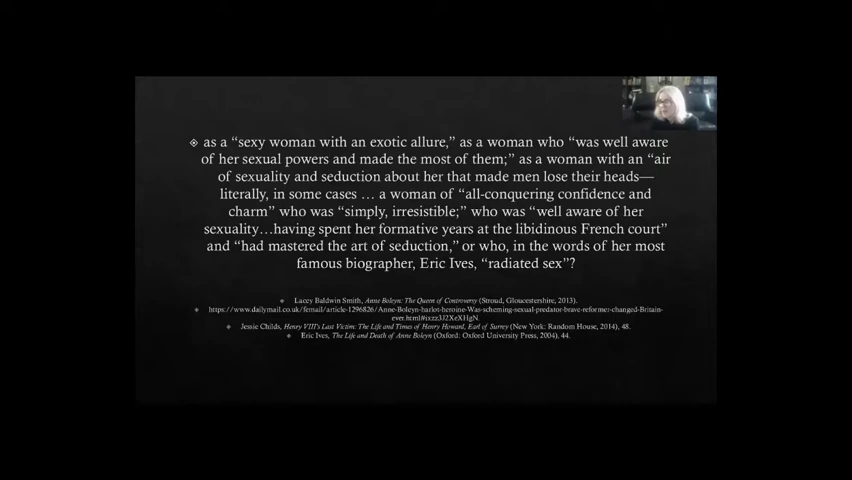 as a “sexy woman with an exotic allure,” as a woman who “was well aware
of her sexual powers and made the most of them;” as a woman with an “air
of sexuality and seduction about her that made men lose their heads—
literally, in some cases … a woman of “all-conquering confidence and
charm” who was “simply, irresistible;” who was “well aware of her
sexuality…having spent her formative years at the libidinous French court”
and “had mastered the art of seduction,” or who, in the words of her most
famous biographer, Eric Ives, “radiated sex”?
Lacey Baldwin Smith, Anne Boleyn: The Queen of Controversy (Stroud, Gloucestershire, 2013).
https://www.dailymail.co.uk/femail/article-1296826/Anne-Boleyn-harlot-heroine-Was-scheming-sexual-predator-brave-reformer-changed-Britain-
Jessie Childs, Henry VIII's Last Victim: The Life and Times of Henry Howard, Earl of Surrey (New York: Random House, 2014), 48.
Eric Ives, The Life and Death of Anne Boleyn (Oxford: Oxford University Press, 2004), 44.